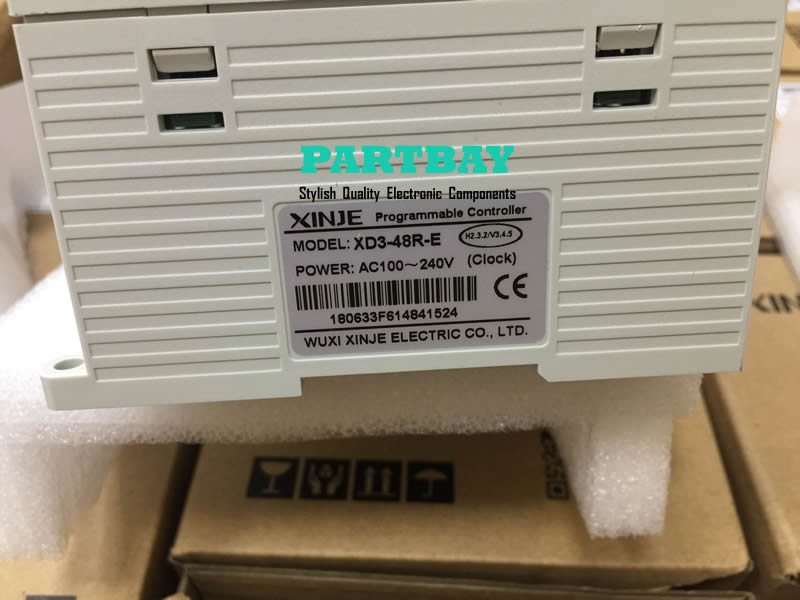 PARTBAY
Stylish Quality Electronic Components
XINJE Programmable Controller
MODEL: XD3-48R-E H2.3.2/V3.4.5
POWER: AC100~240V (Clock)
CE
180633F614841524
WUXI XINJE ELECTRIC CO., LTD.
XIN